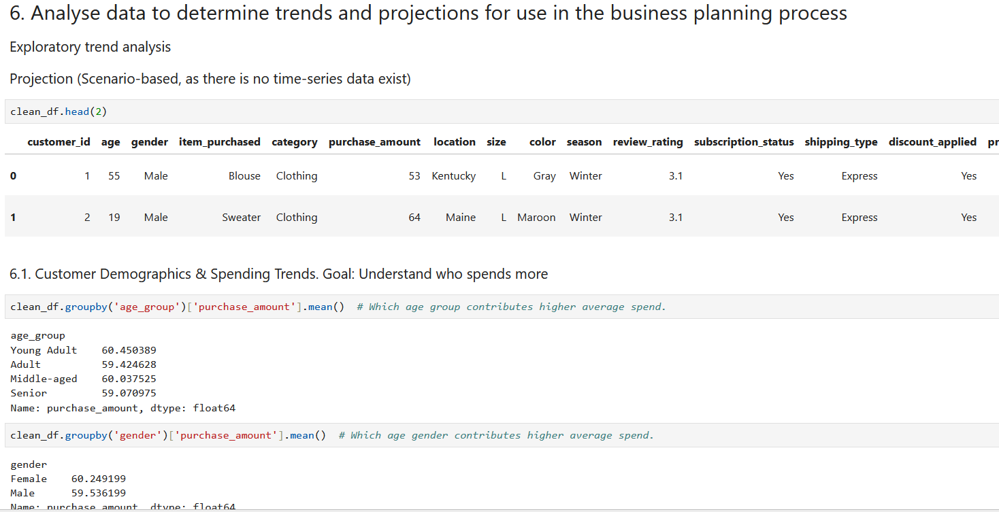 6. Analyse data to determine trends and projections for use in the business planning process
Exploratory trend analysis
Projection (Scenario-based, as there is no time-series data exist)
clean_df.head(2)
customer_id age gender item_purchased category purchase_amount location size color season review_rating subscription_status shipping_type discount_applied pr
0 1 55 Male Blouse Clothing 53 Kentucky L Gray Winter 3.1 Yes Express Yes
1 2 19 Male Sweater Clothing 64 Maine L Maroon Winter 3.1 Yes Express Yes
6.1. Customer Demographics & Spending Trends. Goal: Understand who spends more
clean_df.groupby('age_group')['purchase_amount'].mean() # Which age group contributes higher average spend.
age_group
Young Adult 60.450389
Adult 59.424628
Middle-aged 60.037525
Senior 59.070975
Name: purchase_amount, dtype: float64
clean_df.groupby('gender')['purchase_amount'].mean() # Which age gender contributes higher average spend.
gender
Female 60.249199
Male 59.536199
Name: purchase_amount, dtype: float64